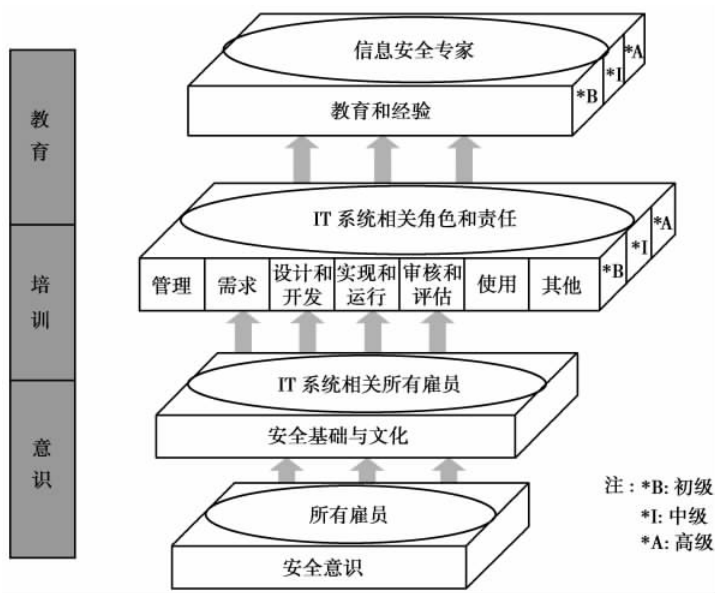 信息安全专家
*B
*I
*A
教育和经验
教育
IT 系统相关角色和责任
管理
需求
设计和
开发
实现和
运行
审核和
评估
使用
其他
*B
*I
*A
培训
IT 系统相关所有雇员
安全基础与文化
意识
所有雇员
安全意识
注:*B: 初级
*I: 中级
*A: 高级